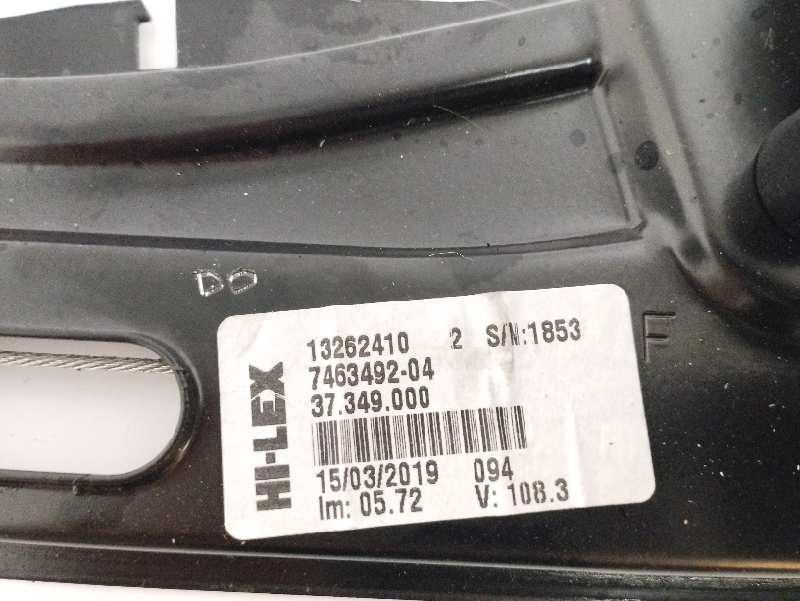 DO
F
HI-LEX
13262410 2 S/N:1853
7463492-04
37.349.000
15/03/2019 094
Im: 05.72 V: 108.3